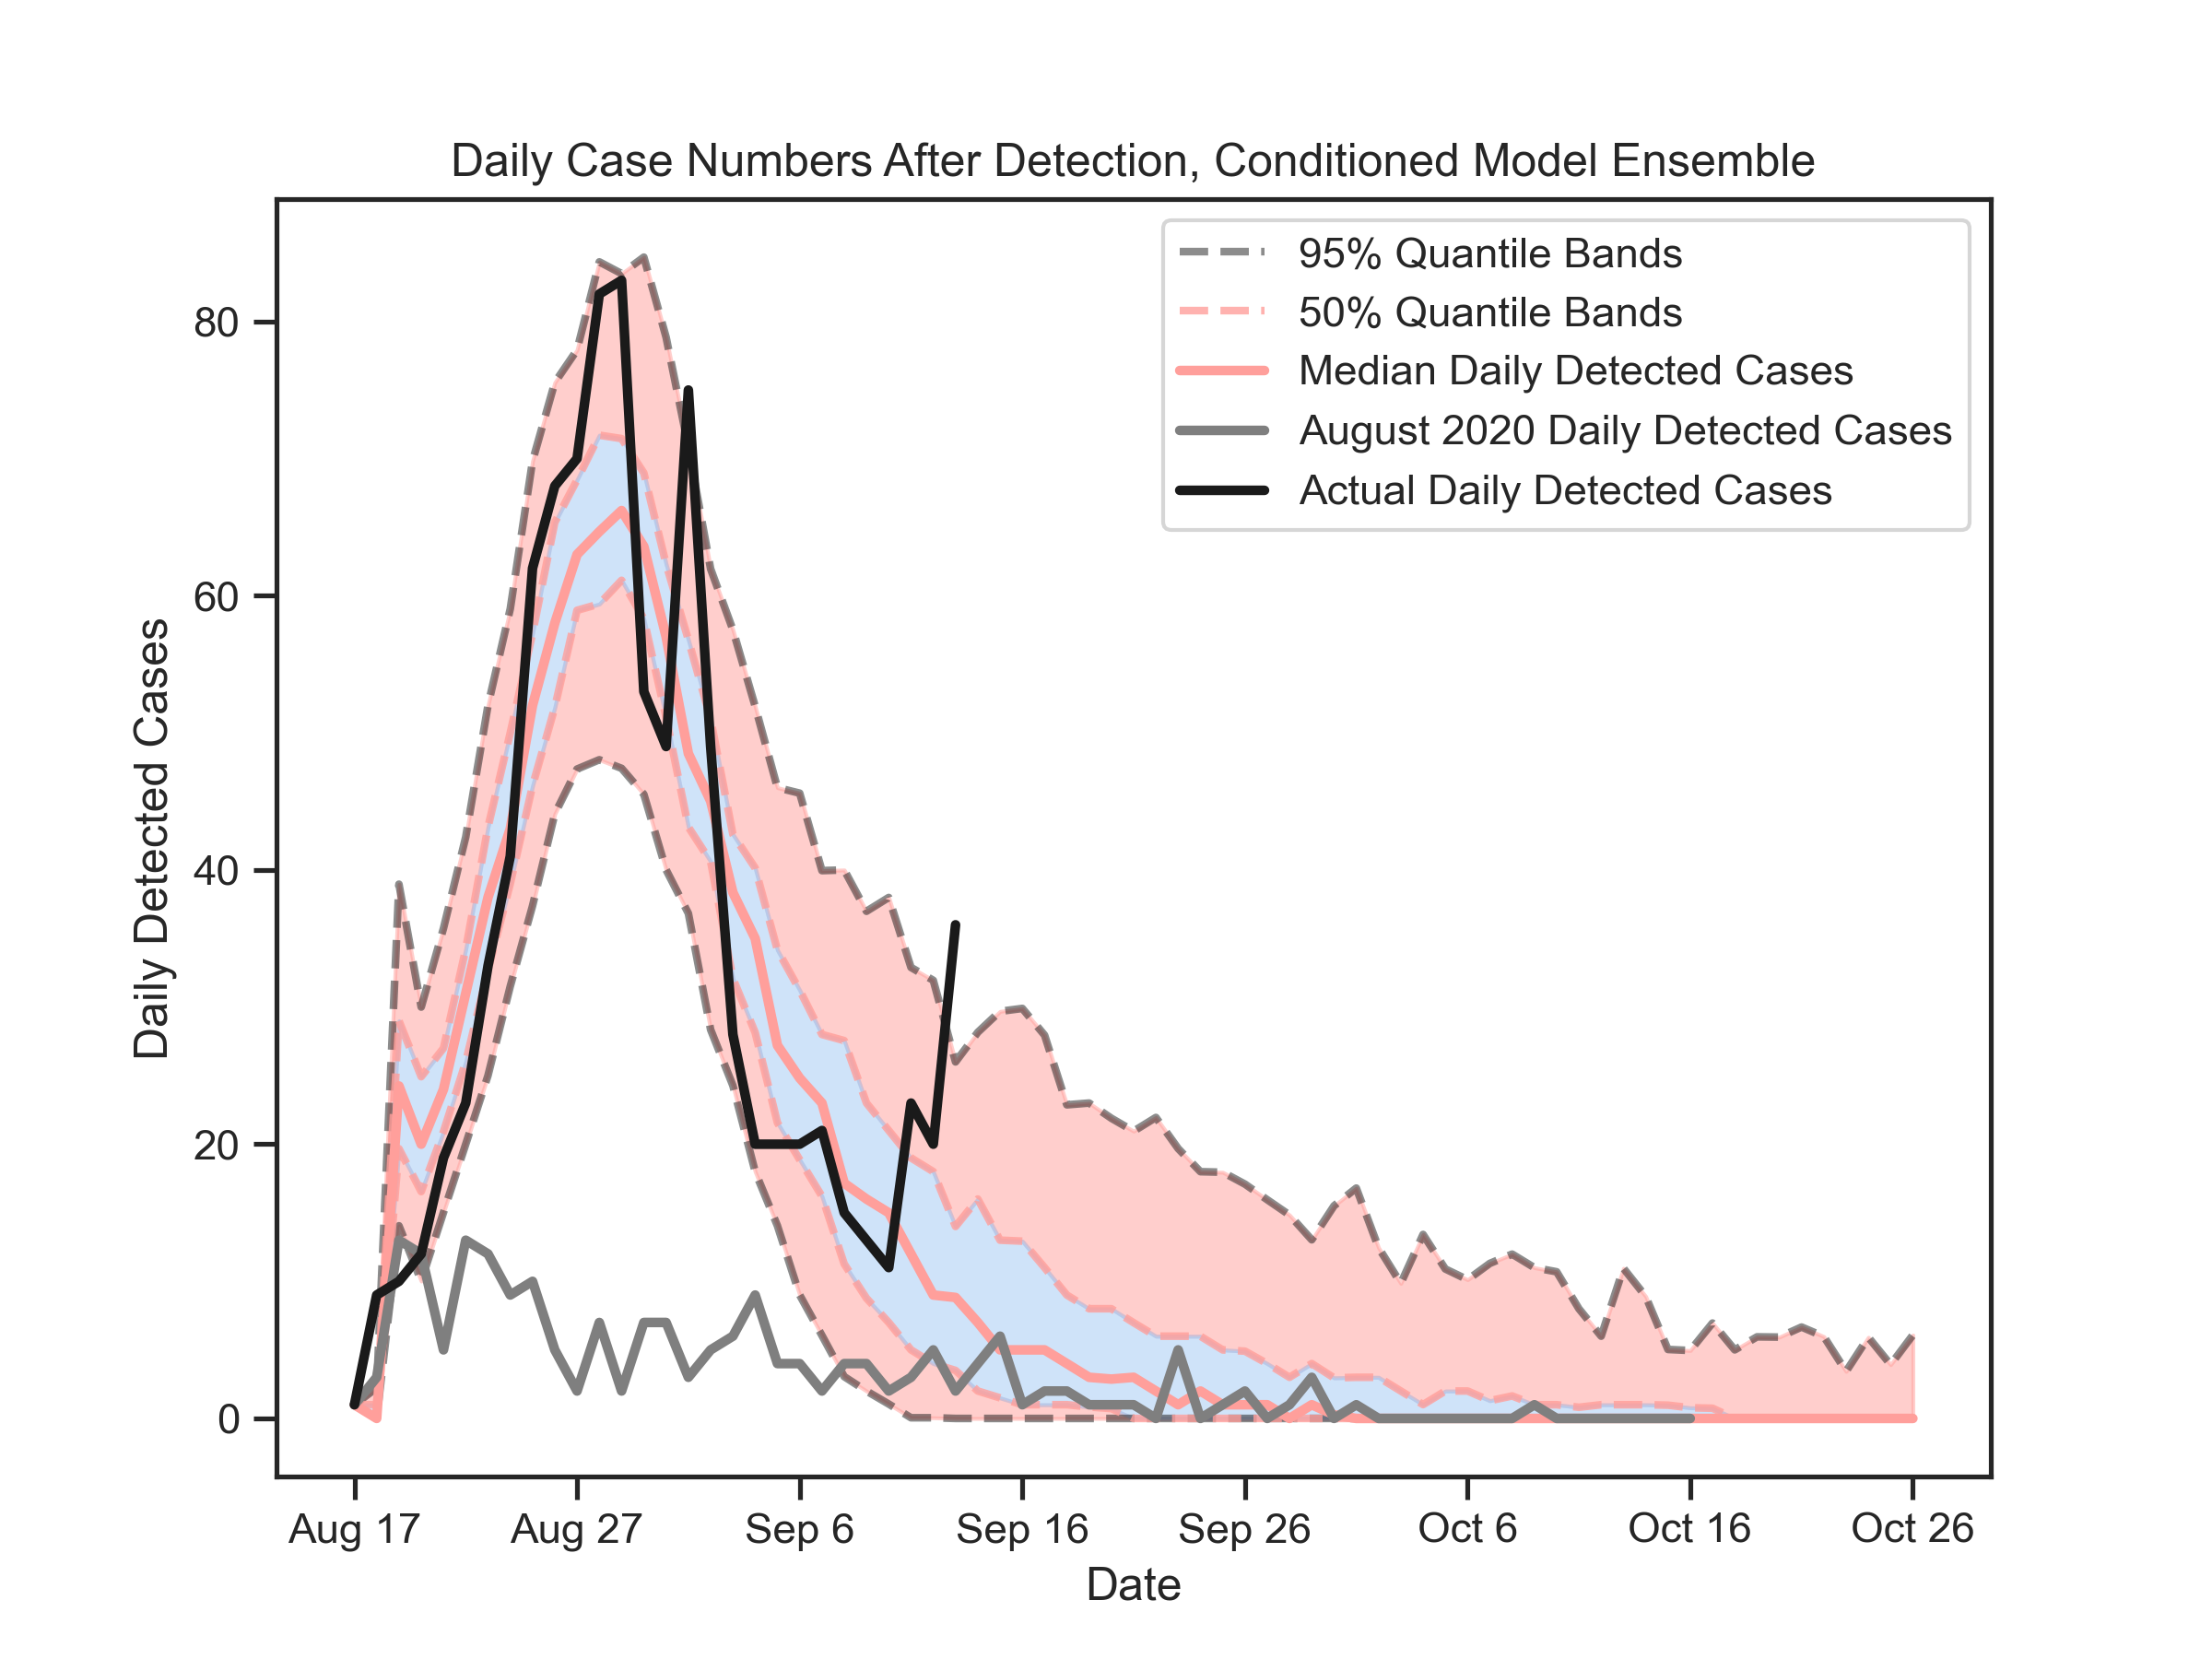 Daily Case Numbers After Detection, Conditioned Model Ensemble
95% Quantile Bands
50% Quantile Bands
Median Daily Detected Cases
August 2020 Daily Detected Cases
Actual Daily Detected Cases
Daily Detected Cases
80
60
40
20
0
Aug 17 Aug 27 Sep 6 Sep 16 Sep 26 Oct 6 Oct 16 Oct 26
Date